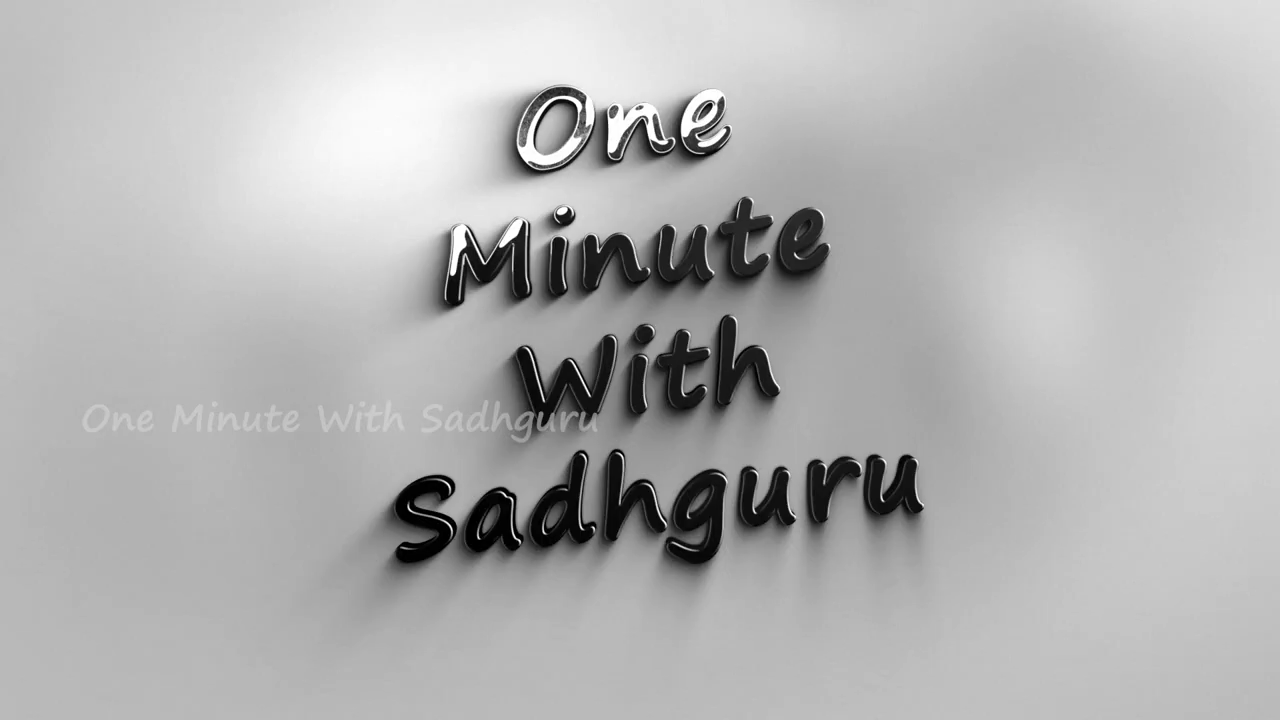 One
Minute
With
One Minute With Sadhguru
Sadhguru